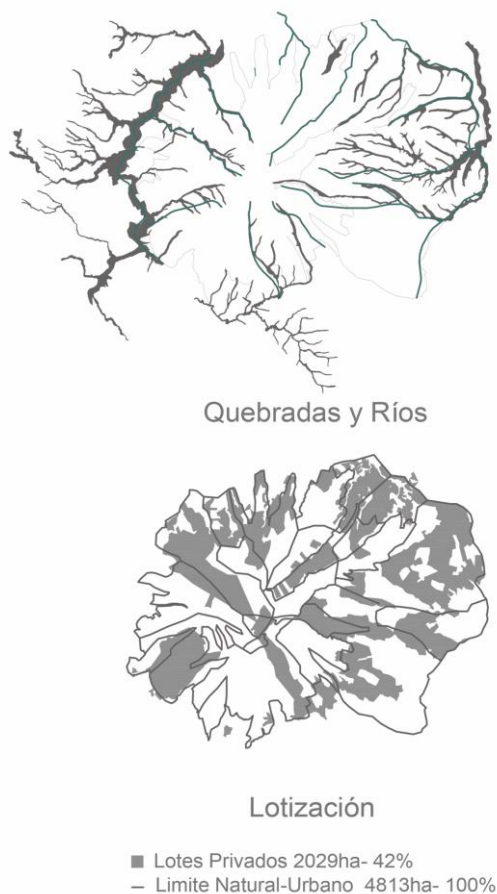 Quebradas y Ríos
Lotización
Lotes Privados 2029ha- 42%
Limite Natural-Urbano 4813ha- 100%